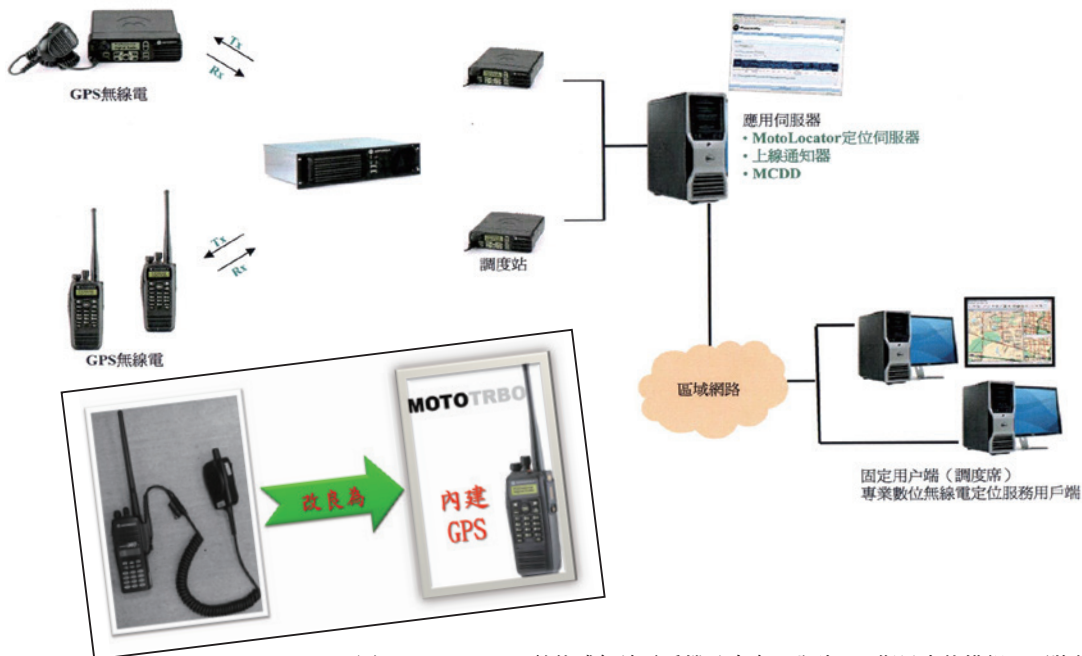 Tx
Rx
GPS無線電
應用伺服器
・MotoLocator定位伺服器
・上線通知器
・MCDD
Tx
Rx
調度站
GPS無線電
區域網路
MOTOTRBO
改良為
內建
GPS
固定用戶端（調度席）
專業數位無線電定位服務用戶端